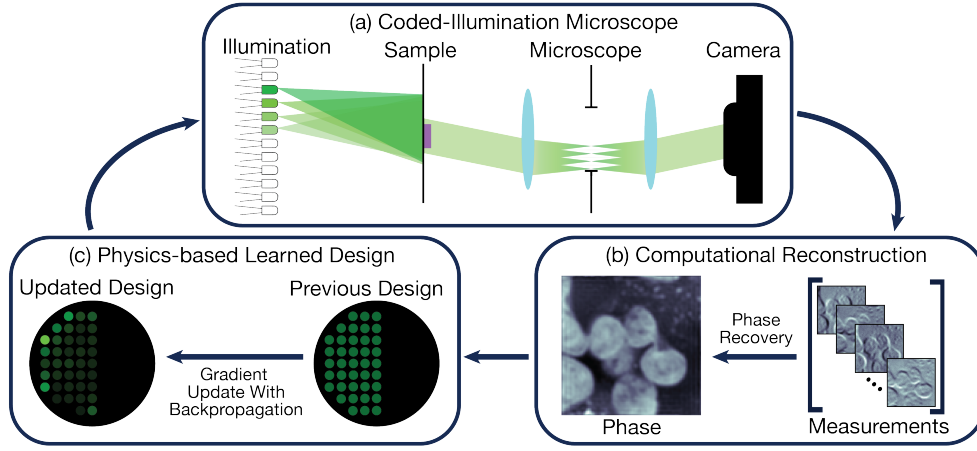 (a) Coded-Illumination Microscope
Illumination
Sample
Microscope
Camera
(c) Physics-based Learned Design
Updated Design
Previous Design
Gradient
Update With
Backpropagation
(b) Computational Reconstruction
Phase
Recovery
Phase
Measurements